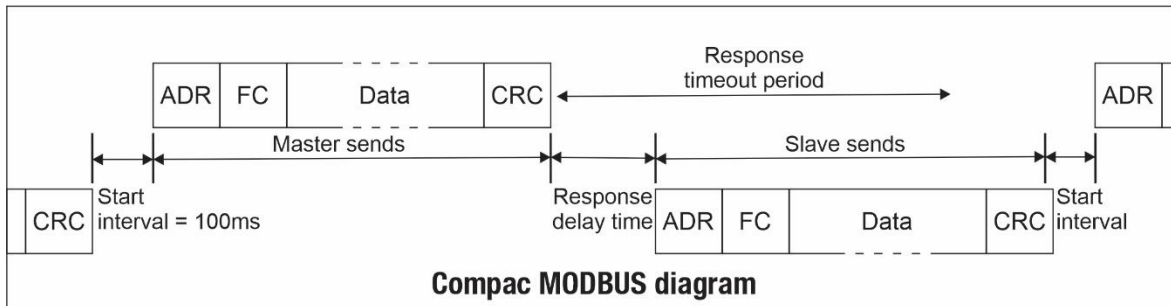 Response
timeout period
ADR FC Data CRC ADR
Master sends Slave sends
CRC Start
interval = 100ms
Response
delay time
ADR FC Data CRC Start
interval
Compac MODBUS diagram